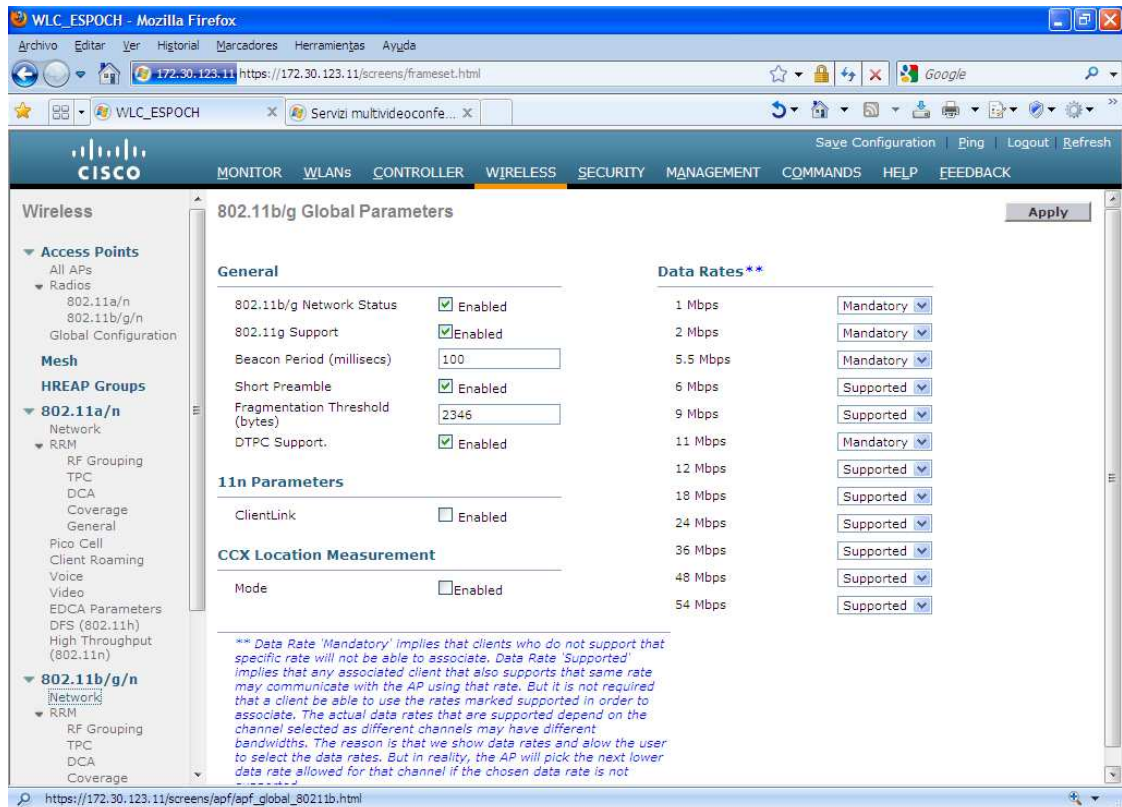 WLC_ESPOCH - Mozilla Firefox
Archivo Editar Ver Historial Marcadores Herramientas Ayuda
172.30.123.11 https://172.30.123.11/screens/frameset.html
Google
WLC_ESPOCH
Servizi multivideoconfe...
Save Configuration Ping Logout Refresh
CISCO
MONITOR WLANs CONTROLLER WIRELESS SECURITY MANAGEMENT COMMANDS HELP FEEDBACK
Wireless
Access Points
All APs
Radios
802.11a/n
802.11b/g/n
Global Configuration
Mesh
HREAP Groups
802.11a/n
Network
RRM
RF Grouping
TPC
DCA
Coverage
General
Pico Cell
Client Roaming
Voice
Video
EDCA Parameters
DFS (802.11h)
High Throughput
(802.11n)
802.11b/g/n
Network
RRM
RF Grouping
TPC
DCA
Coverage
802.11b/g Global Parameters
Apply
General
802.11b/g Network Status Enabled
802.11g Support Enabled
Beacon Period (millisecs) 100
Short Preamble Enabled
Fragmentation Threshold
(bytes) 2346
DTPC Support. Enabled
11n Parameters
ClientLink Enabled
CCX Location Measurement
Mode Enabled
Data Rates**
1 Mbps Mandatory
2 Mbps Mandatory
5.5 Mbps Mandatory
6 Mbps Supported
9 Mbps Supported
11 Mbps Mandatory
12 Mbps Supported
18 Mbps Supported
24 Mbps Supported
36 Mbps Supported
48 Mbps Supported
54 Mbps Supported
** Data Rate 'Mandatory' implies that clients who do not support that
specific rate will not be able to associate. Data Rate 'Supported'
implies that any associated client that also supports that same rate
may communicate with the AP using that rate. But it is not required
that a client be able to use the rates marked supported in order to
associate. The actual data rates that are supported depend on the
channel selected as different channels may have different
bandwidths. The reason is that we show data rates and alow the user
to select the data rates. But in reality, the AP will pick the next lower
data rate allowed for that channel if the chosen data rate is not
https://172.30.123.11/screens/apf/apf_global_80211b.html